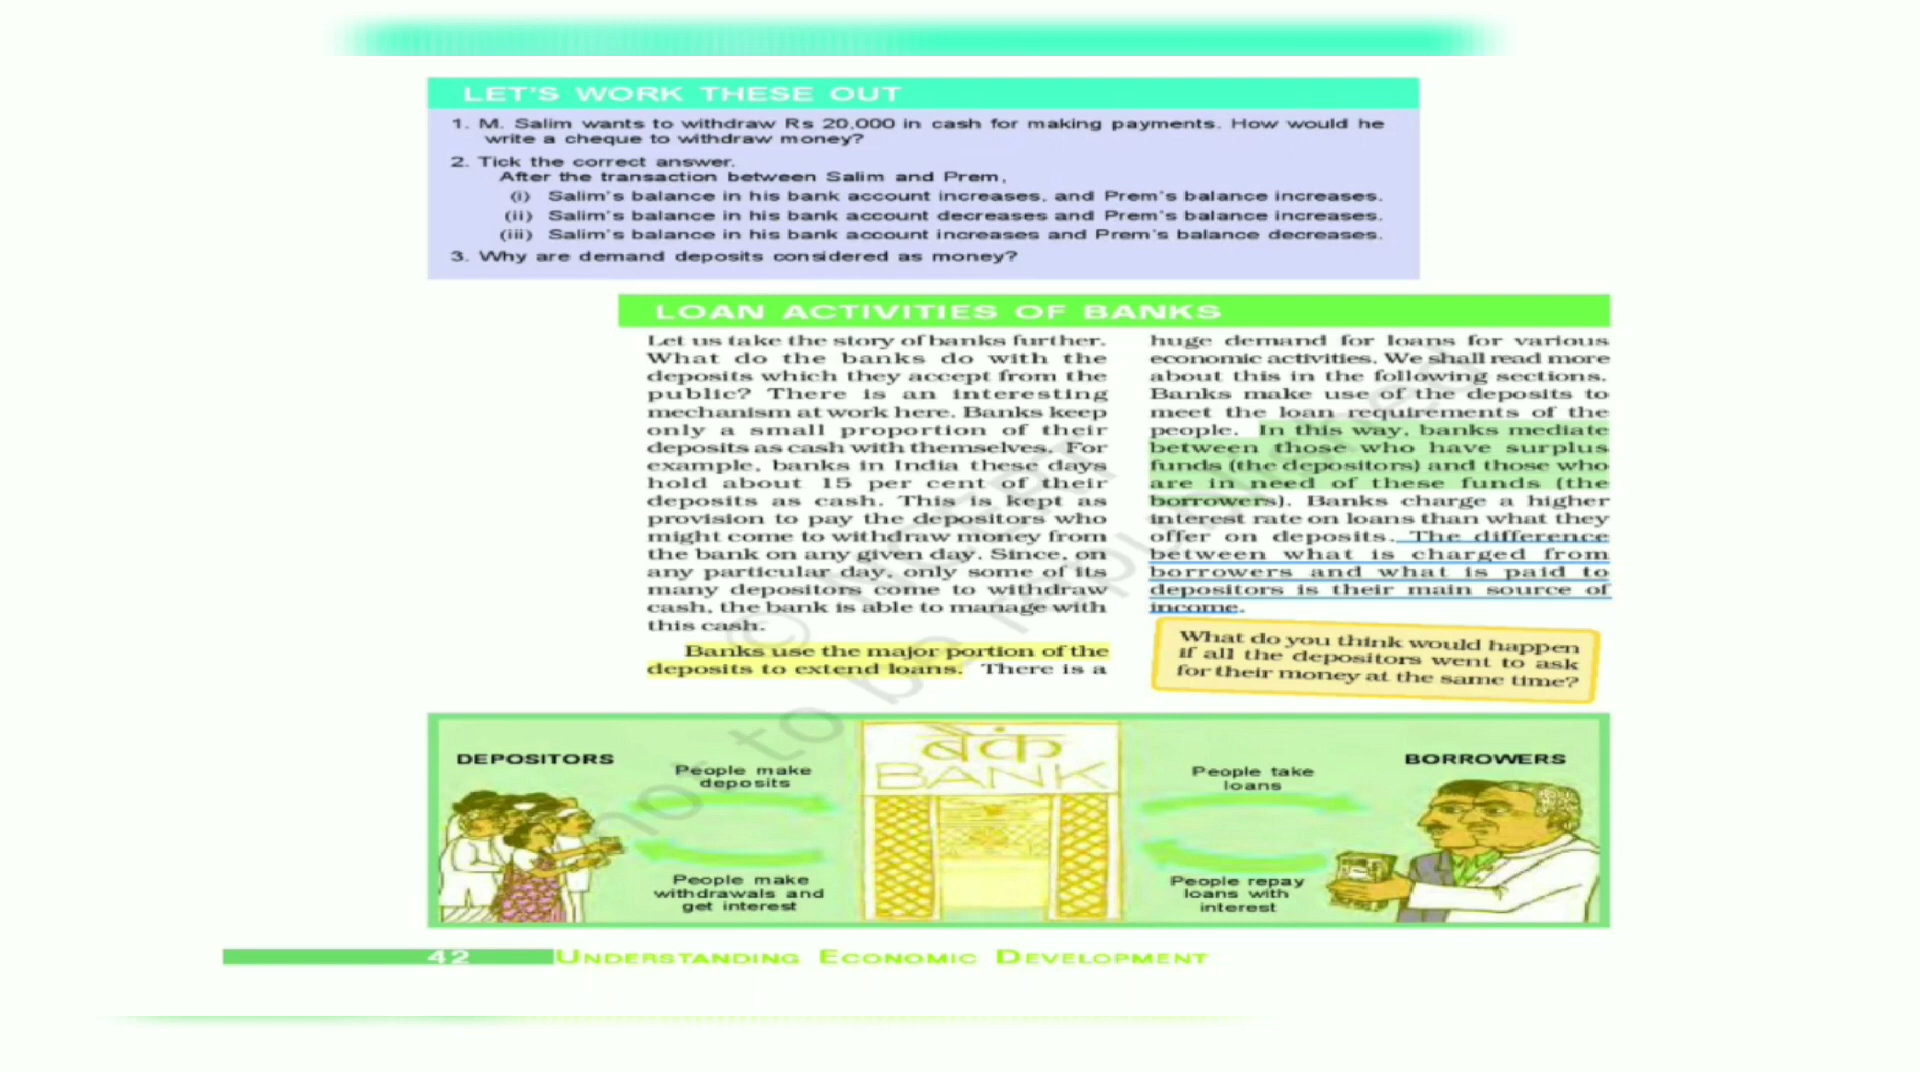 LET'S WORK THESE OUT
1. M. Salim wants to withdraw Rs 20,000 in cash for making payments. How would he
write a cheque to withdraw money?
2. Tick the correct answer.
After the transaction between Salim and Prem,
(i) Salim's balance in his bank account increases, and Prem's balance increases.
(ii) Salim's balance in his bank account decreases and Prem's balance increases.
(iii) Salim's balance in his bank account increases and Prem's balance decreases.
3. Why are demand deposits considered as money?
LOAN ACTIVITIES OF BANKS
Let us take the story of banks further.
What do the banks do with the
deposits which they accept from the
public? There is an interesting
mechanism at work here. Banks keep
only a small proportion of their
deposits as cash with themselves. For
example, banks in India these days
hold about 15 per cent of their
deposits as cash. This is kept as
provision to pay the depositors who
might come to withdraw money from
the bank on any given day. Since, on
any particular day, only some of its
many depositors come to withdraw
cash, the bank is able to manage with
this cash.
Banks use the major portion of the
deposits to extend loans. There is a
huge demand for loans for various
economic activities. We shall read more
about this in the following sections.
Banks make use of the deposits to
meet the loan requirements of the
people. In this way, banks mediate
between those who have surplus
funds (the depositors) and those who
are in need of these funds (the
borrowers). Banks charge a higher
interest rate on loans than what they
offer on deposits. The difference
between what is charged from
borrowers and what is paid to
depositors is their main source of
income.
What do you think would happen
if all the depositors went to ask
for their money at the same time?
DEPOSITORS
People make
deposits
People make
withdrawals and
get interest
बैंक
BANK
People take
loans
People repay
loans with
interest
BORROWERS
42 UNDERSTANDING ECONOMIC DEVELOPMENT
© NCERT
not to be republished